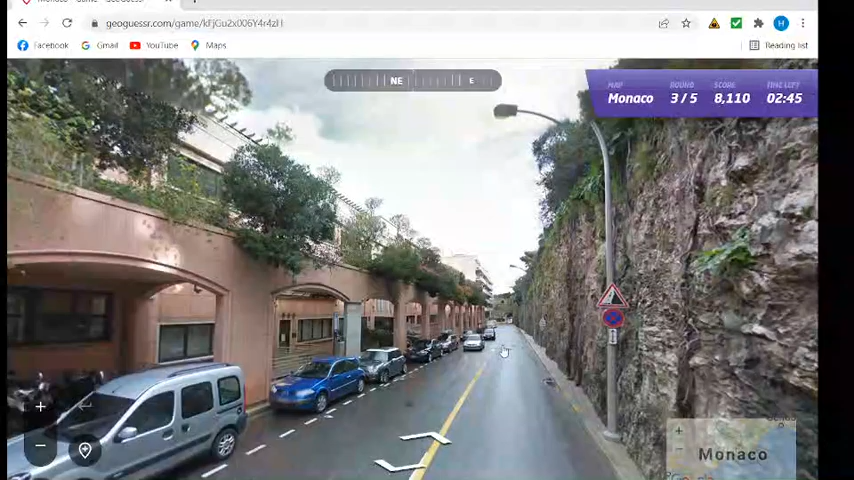 geoguessr.com/game/kFjGu2x006Y4r4zH
Facebook
Gmail
YouTube
Maps
Reading list
NE
E
MAP
Monaco
ROUND
3 / 5
SCORE
8,110
TIME LEFT
02:45
Monaco